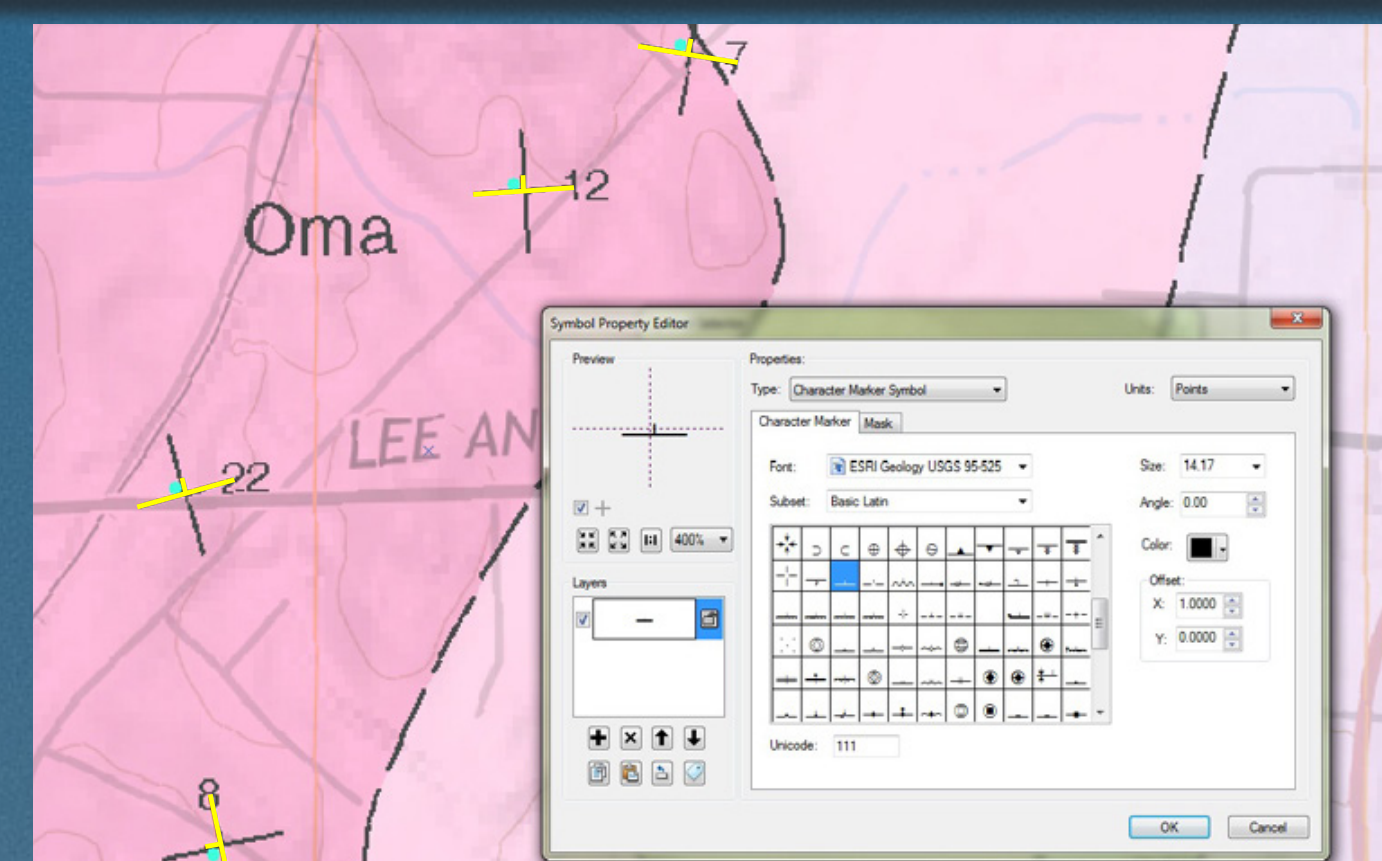 7
12
Oma
LEE AN
22
8
Symbol Property Editor
Preview
400%
Layers
Properties:
Type: Character Marker Symbol
Units: Points
Character Marker
Mask
Font: ESRI Geology USGS 95-525
Size: 14.17
Subset: Basic Latin
Angle: 0.00
Color:
Offset:
X: 1.0000
Y: 0.0000
Unicode: 111
OK
Cancel